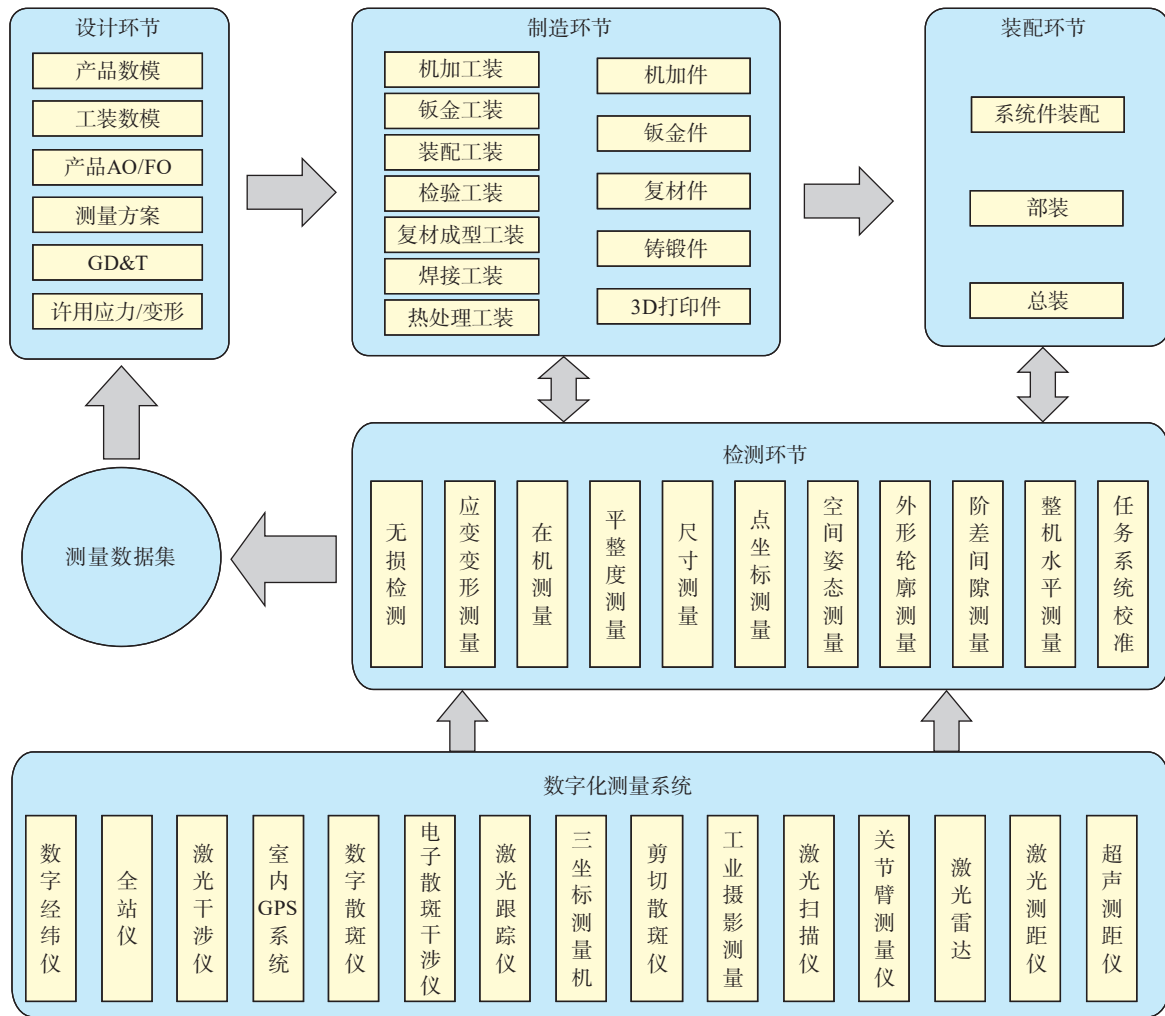 设计环节
产品数模
工装数模
产品AO/FO
测量方案
GD&T
许用应力/变形
制造环节
机加工装
钣金工装
装配工装
检验工装
复材成型工装
焊接工装
热处理工装
机加件
钣金件
复材件
铸锻件
3D打印件
装配环节
系统件装配
部装
总装
测量数据集
检测环节
无损检测
应变变形测量
在机测量
平整度测量
尺寸测量
点坐标测量
空间姿态测量
外形轮廓测量
阶差间隙测量
整机水平测量
任务系统校准
数字化测量系统
数字经纬仪
全站仪
激光干涉仪
室内GPS系统
数字散斑仪
电子散斑干涉仪
激光跟踪仪
三坐标测量机
剪切散斑仪
工业摄影测量
激光扫描仪
关节臂测量仪
激光雷达
激光测距仪
超声测距仪